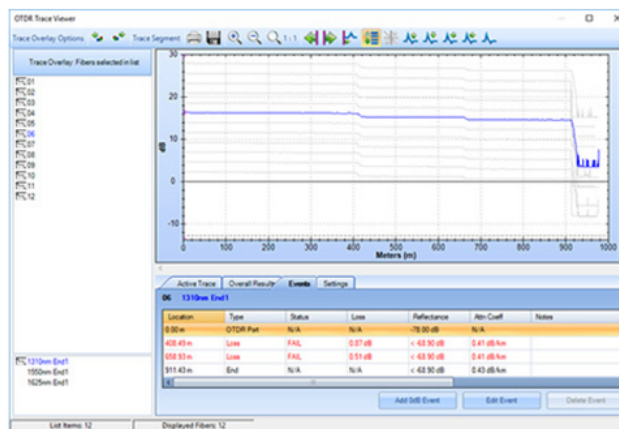 OTDR Trace Viewer
Trace Overlay Options Trace Segment 1:1
Trace Overlay: Fibers selected in list
01
02
03
04
05
06
07
08
09
10
11
12
1310nm End1
1550nm End1
1625nm End1
30
20
10
0
-10
dB
0 100 200 300 400 500 600 700 800 900 1000
Meters (m)
Active Trace Overall Results Events Settings
06 1310nm End1
Location Type Status Loss Reflectance Attn Coeff Notes
0.00 m OTDR Port N/A N/A -78.00 dB N/A
408.49 m Loss FAIL 0.87 dB < -68.90 dB 0.41 dB/km
658.93 m Loss FAIL 0.51 dB < -68.90 dB 0.41 dB/km
911.43 m End N/A N/A < -68.90 dB 0.43 dB/km
Add 0dB Event Edit Event Delete Event
List Items: 12 Displayed Fibers: 12